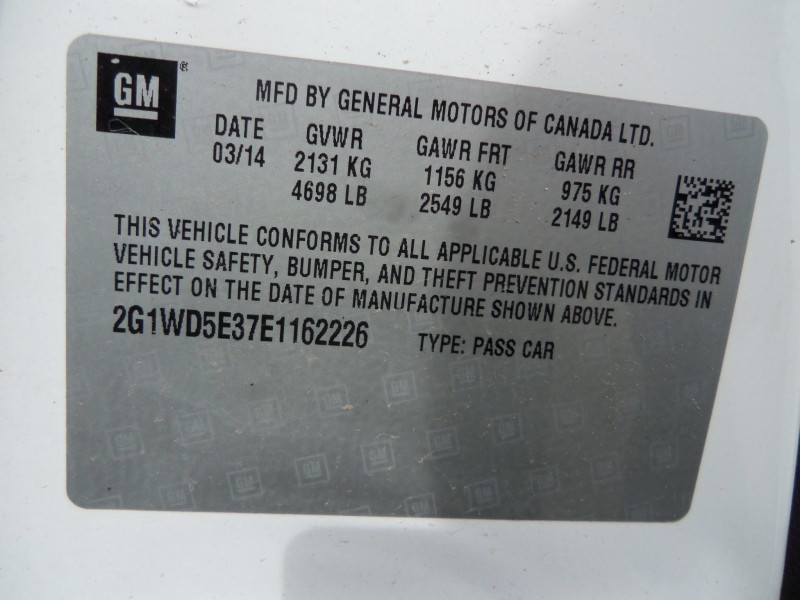 GM ®
MFD BY GENERAL MOTORS OF CANADA LTD.
DATE GVWR GAWR FRT GAWR RR
03/14 2131 KG 1156 KG 975 KG
4698 LB 2549 LB 2149 LB
THIS VEHICLE CONFORMS TO ALL APPLICABLE U.S. FEDERAL MOTOR
VEHICLE SAFETY, BUMPER, AND THEFT PREVENTION STANDARDS IN
EFFECT ON THE DATE OF MANUFACTURE SHOWN ABOVE.
2G1WD5E37E1162226 TYPE: PASS CAR